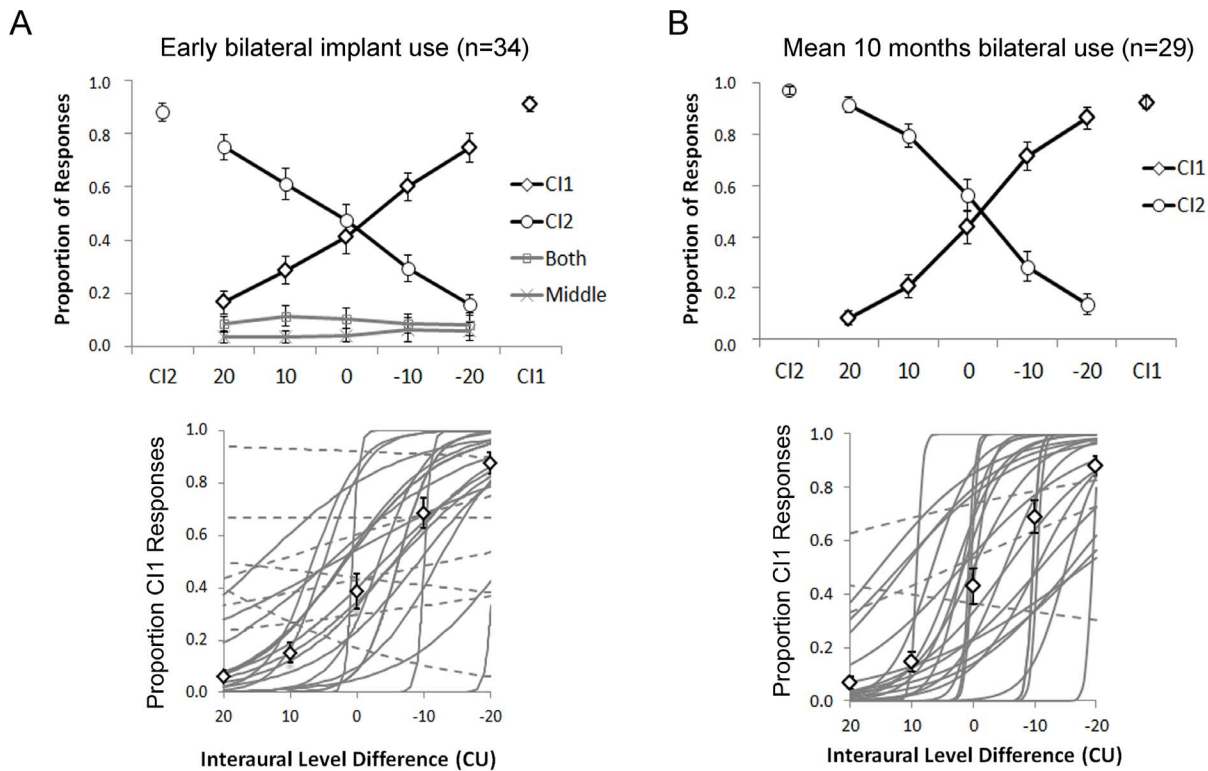 A
Early bilateral implant use (n=34)
Proportion of Responses
1.0
0.8
0.6
0.4
0.2
0.0
CI2 20 10 0 -10 -20 CI1
CI1
CI2
Both
Middle
Proportion CI1 Responses
1.0
0.8
0.6
0.4
0.2
0.0
20 10 0 -10 -20
Interaural Level Difference (CU)
B
Mean 10 months bilateral use (n=29)
Proportion of Responses
1.0
0.8
0.6
0.4
0.2
0.0
CI2 20 10 0 -10 -20 CI1
CI1
CI2
Proportion CI1 Responses
1.0
0.8
0.6
0.4
0.2
0.0
20 10 0 -10 -20
Interaural Level Difference (CU)